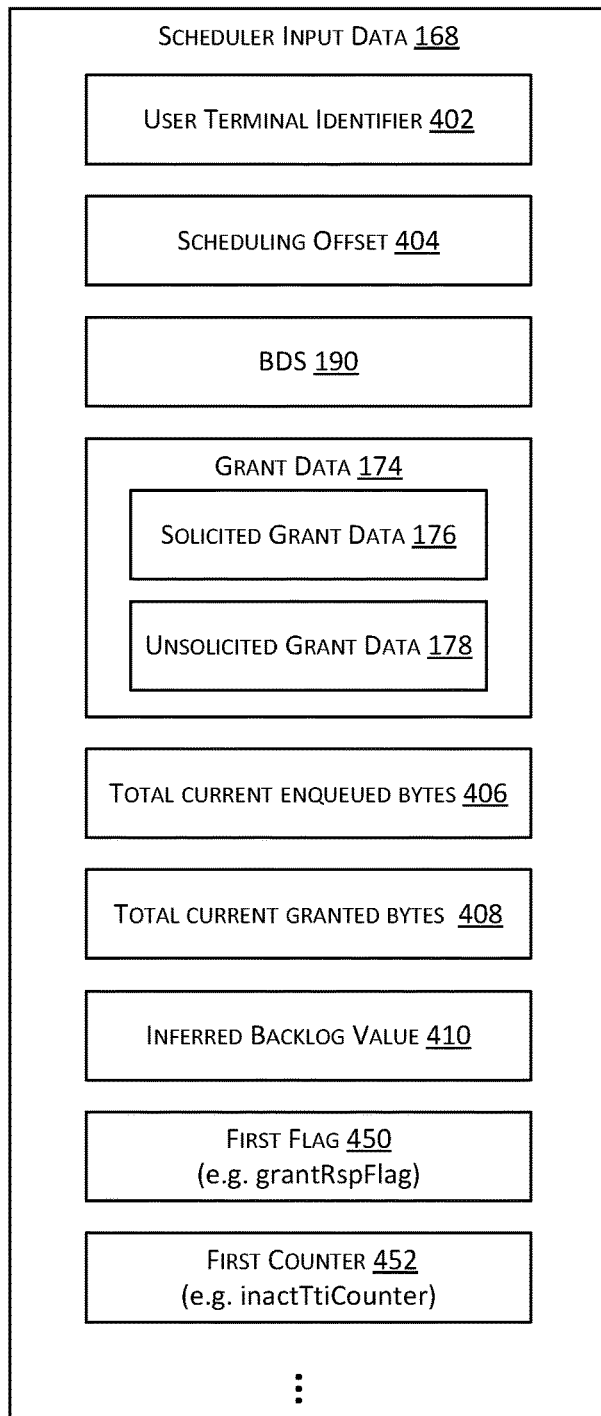 SCHEDULER INPUT DATA 168
USER TERMINAL IDENTIFIER 402
SCHEDULING OFFSET 404
BDS 190
GRANT DATA 174
SOLICITED GRANT DATA 176
UNSOLICITED GRANT DATA 178
TOTAL CURRENT ENQUEUED BYTES 406
TOTAL CURRENT GRANTED BYTES 408
INFERRED BACKLOG VALUE 410
FIRST FLAG 450
(e.g. grantRspFlag)
FIRST COUNTER 452
(e.g. inactTtiCounter)
⋮